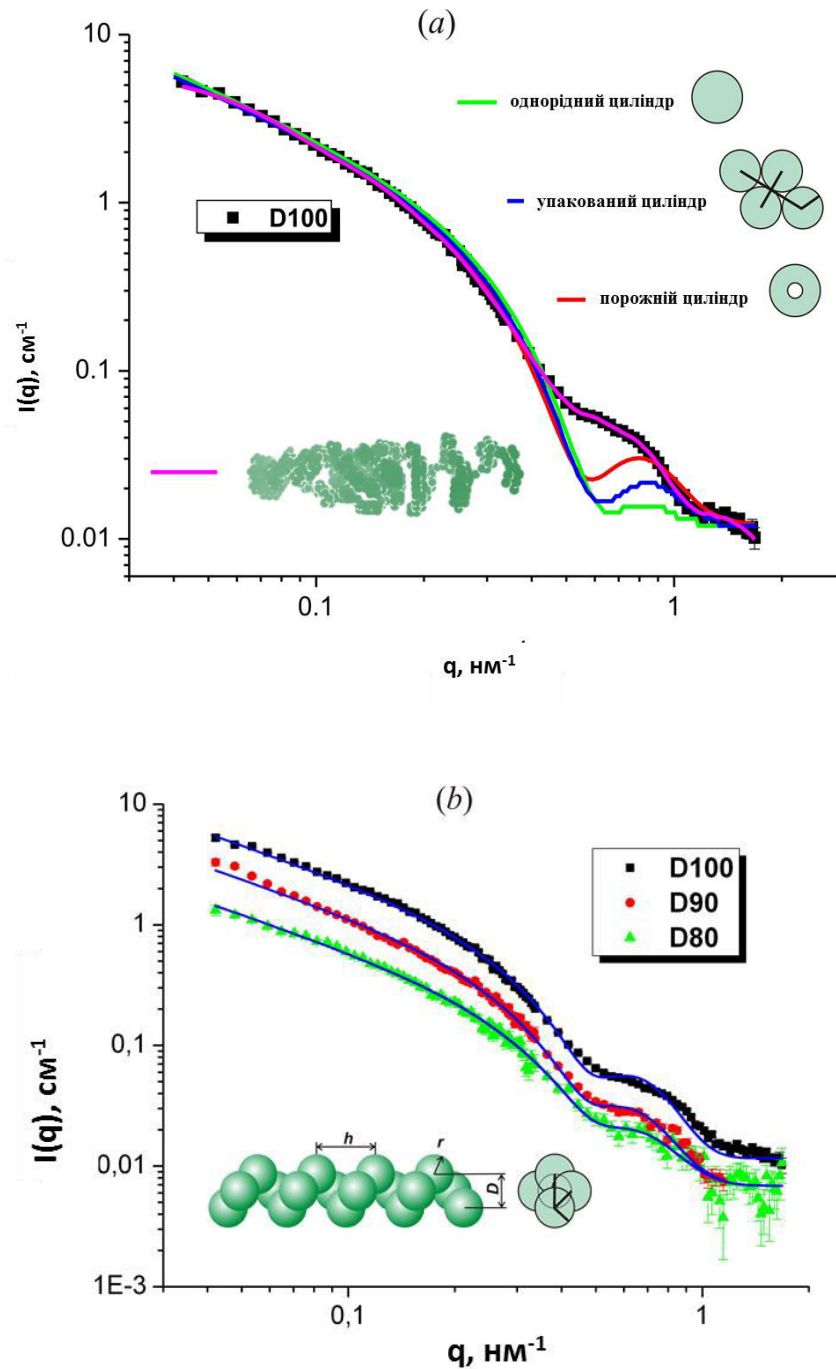 (a)
10
1
0.1
0.01
I(q), см⁻¹
однорідний циліндр
упакований циліндр
порожній циліндр
D100
0.1
1
q, нм⁻¹
(b)
10
1
0,1
0,01
1E-3
I(q), см⁻¹
D100
D90
D80
h
r
D
0,1
1
q, нм⁻¹